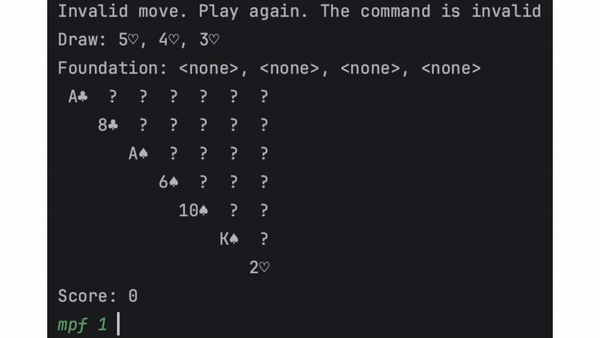 Invalid move. Play again. The command is invalid
Draw: 5♡, 4♡, 3♡
Foundation: <none>, <none>, <none>, <none>
A♣ ? ? ? ? ? ?
8♣ ? ? ? ? ?
A♠ ? ? ? ?
6♠ ? ? ?
10♠ ? ?
K♠ ?
2♡
Score: 0
mpf 1